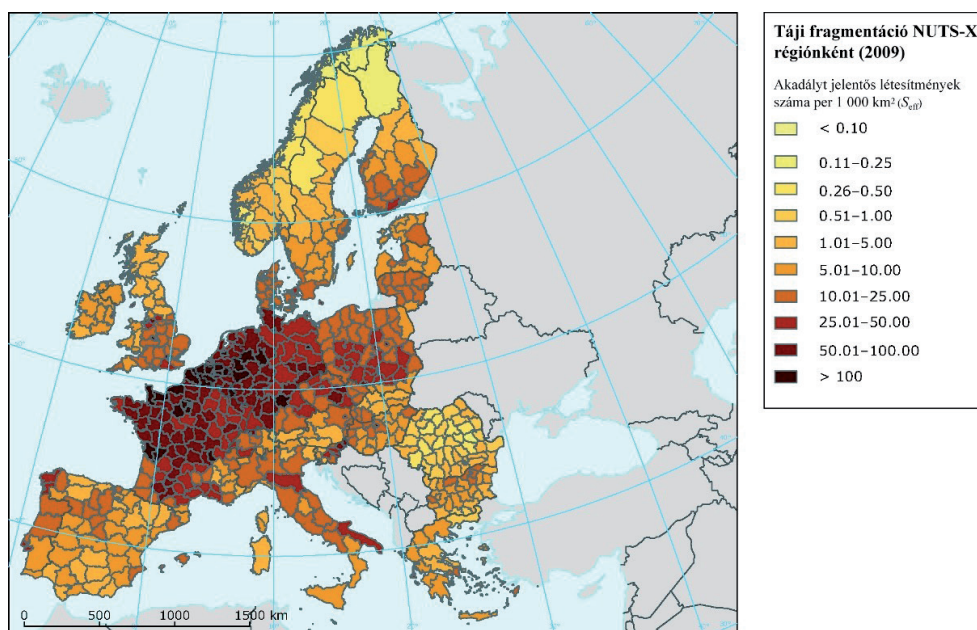 Táji fragmentáció NUTS-X
régiónként (2009)
Akadályt jelentős létesítmények
száma per 1 000 km² (Seff)
< 0.10
0.11–0.25
0.26–0.50
0.51–1.00
1.01–5.00
5.01–10.00
10.01–25.00
25.01–50.00
50.01–100.00
> 100
0 500 1000 1500 km